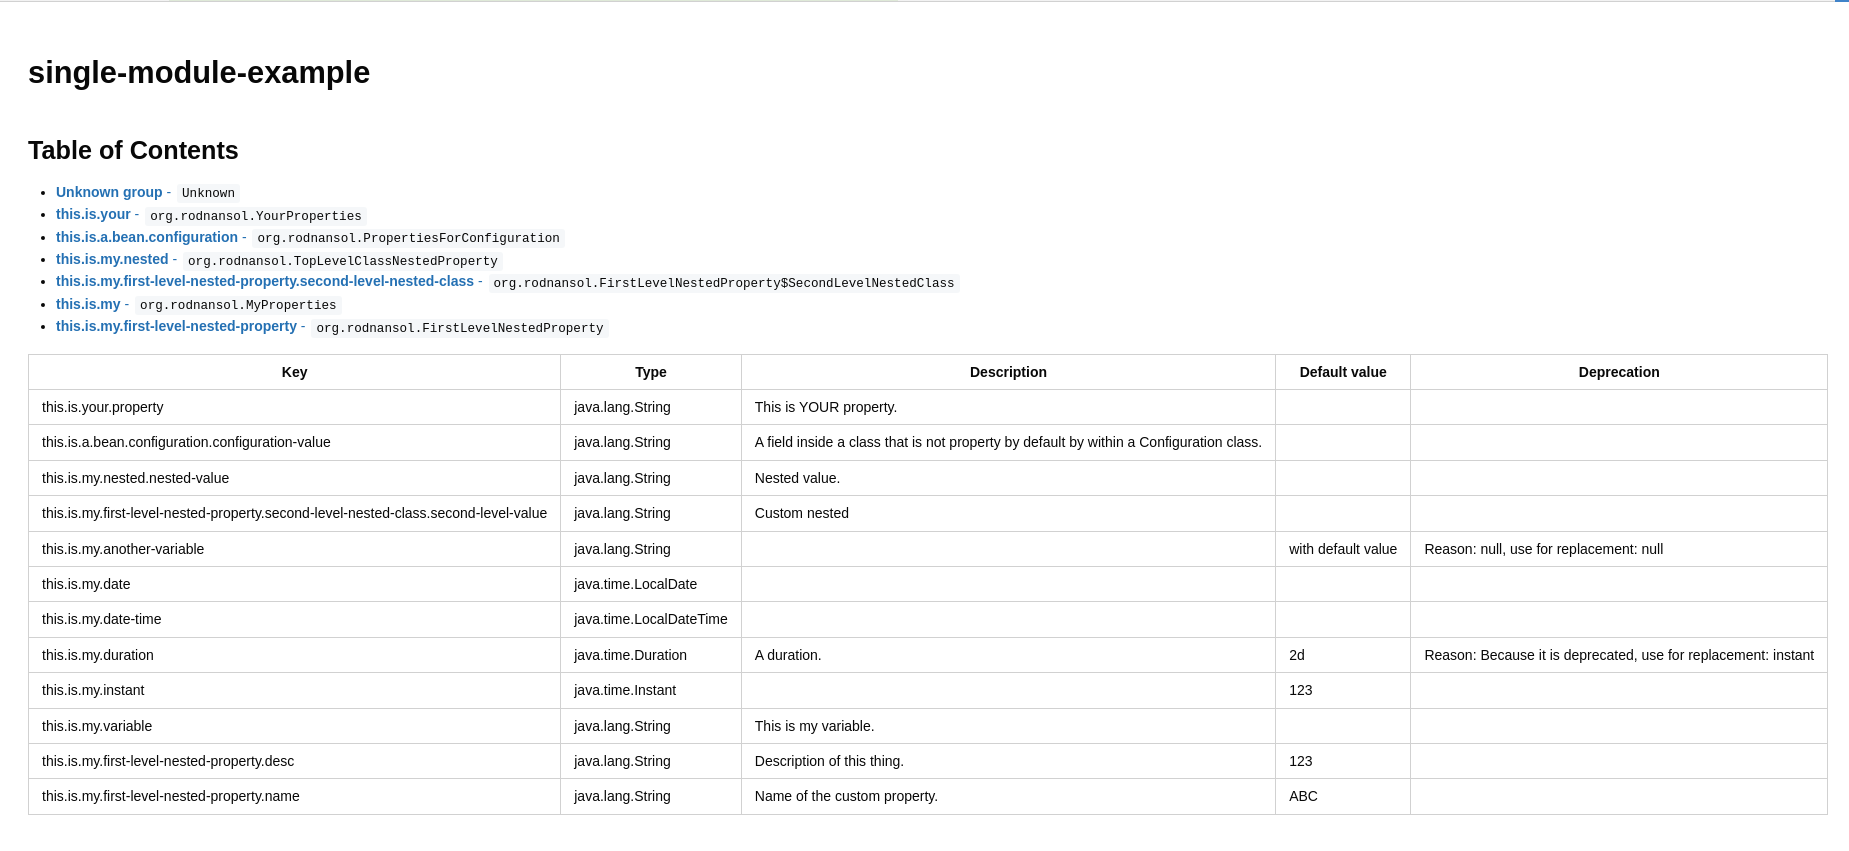 single-module-example
Table of Contents
Unknown group - Unknown
this.is.your - org.rodnansol.YourProperties
this.is.a.bean.configuration - org.rodnansol.PropertiesForConfiguration
this.is.my.nested - org.rodnansol.TopLevelClassNestedProperty
this.is.my.first-level-nested-property.second-level-nested-class - org.rodnansol.FirstLevelNestedProperty$SecondLevelNestedClass
this.is.my - org.rodnansol.MyProperties
this.is.my.first-level-nested-property - org.rodnansol.FirstLevelNestedProperty
Key Type Description Default value Deprecation
this.is.your.property java.lang.String This is YOUR property.
this.is.a.bean.configuration.configuration-value java.lang.String A field inside a class that is not property by default by within a Configuration class.
this.is.my.nested.nested-value java.lang.String Nested value.
this.is.my.first-level-nested-property.second-level-nested-class.second-level-value java.lang.String Custom nested
this.is.my.another-variable java.lang.String with default value Reason: null, use for replacement: null
this.is.my.date java.time.LocalDate
this.is.my.date-time java.time.LocalDateTime
this.is.my.duration java.time.Duration A duration. 2d Reason: Because it is deprecated, use for replacement: instant
this.is.my.instant java.time.Instant 123
this.is.my.variable java.lang.String This is my variable.
this.is.my.first-level-nested-property.desc java.lang.String Description of this thing. 123
this.is.my.first-level-nested-property.name java.lang.String Name of the custom property. ABC